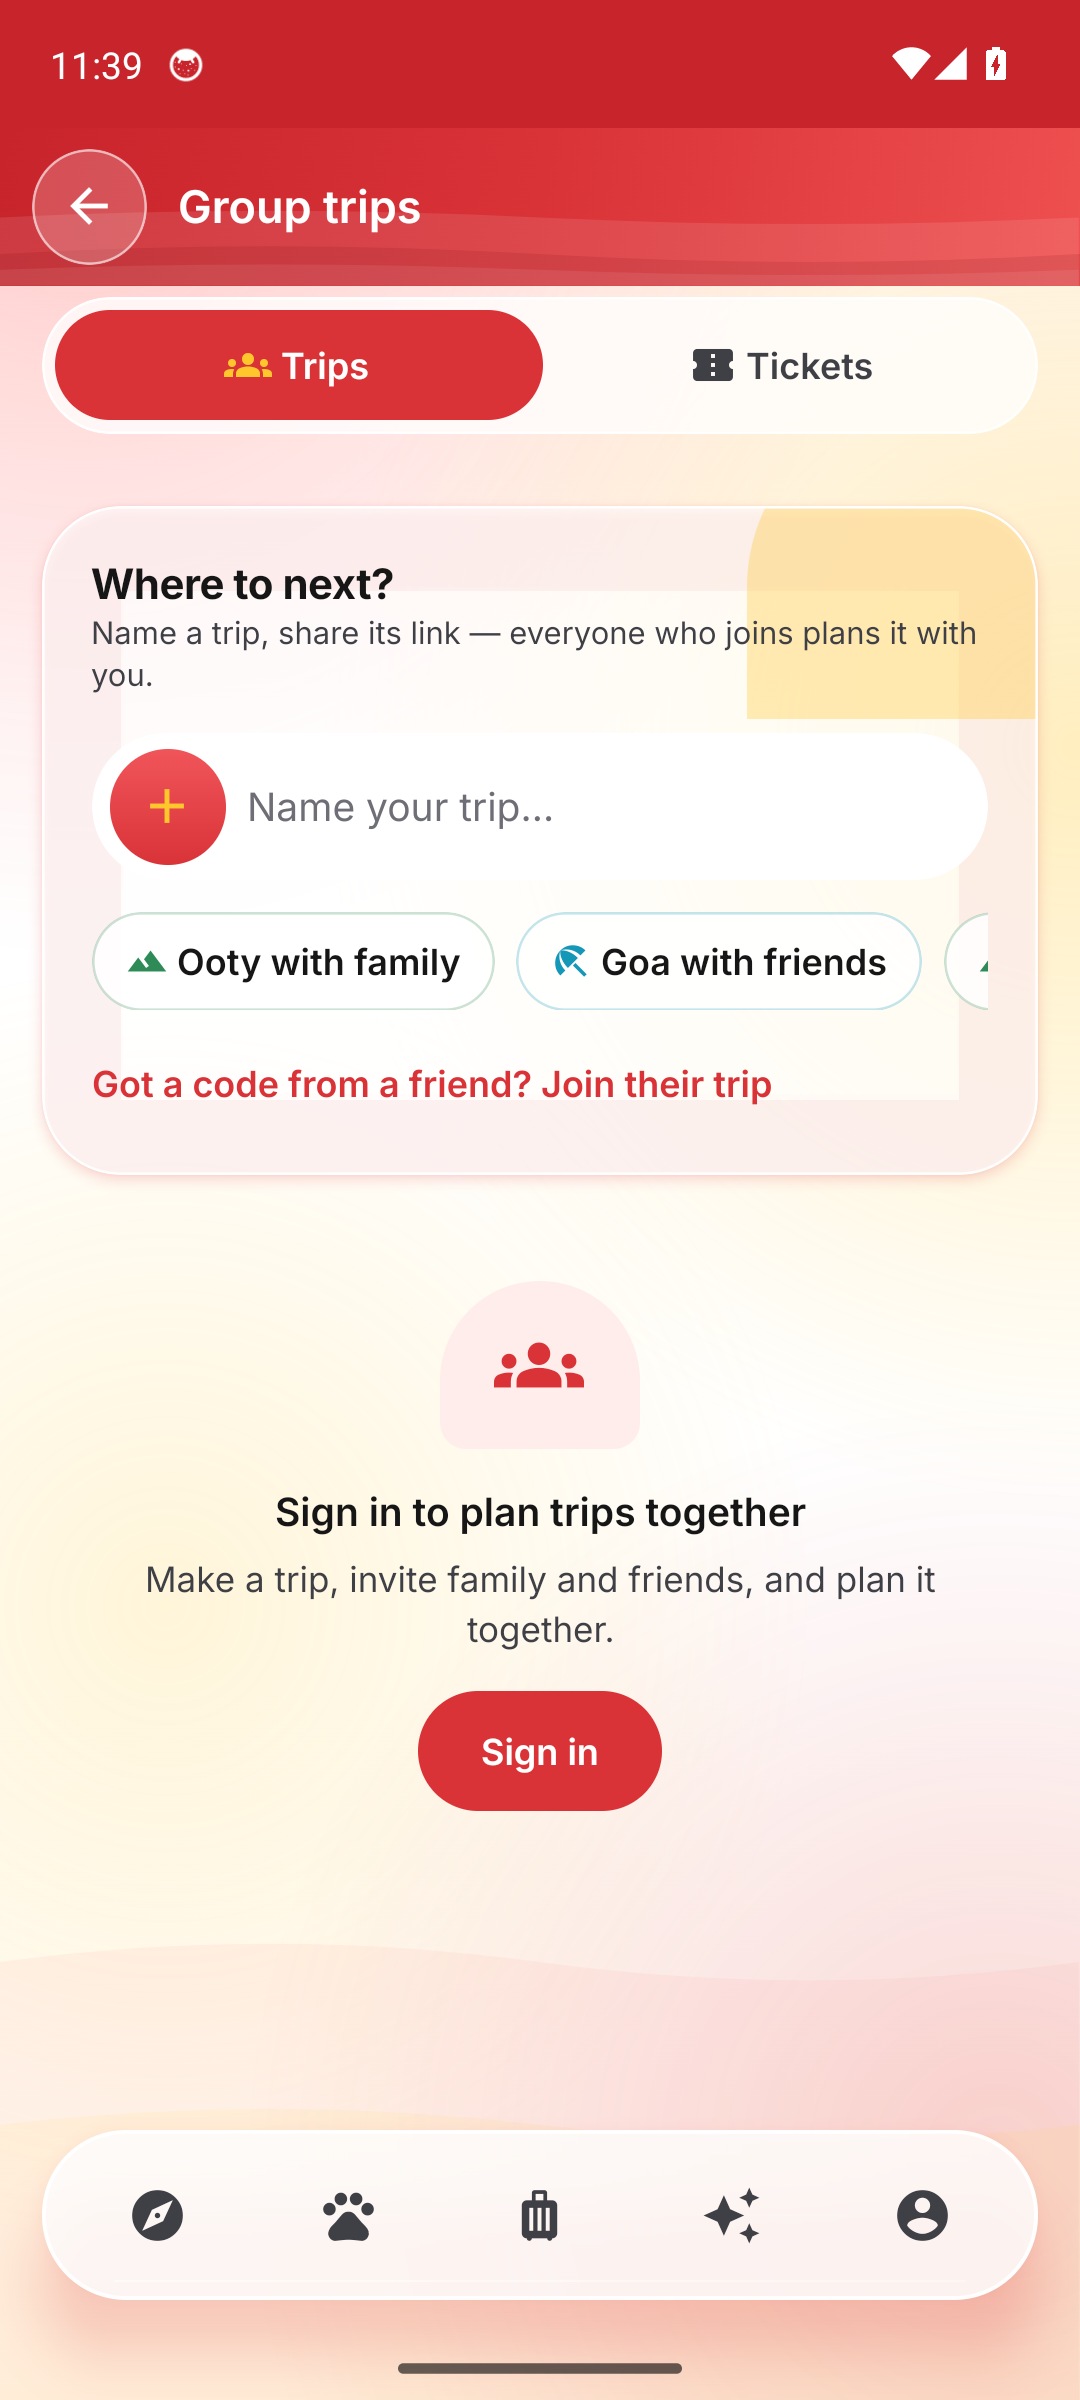 11:39
Group trips
Trips
Tickets
Where to next?
Name a trip, share its link — everyone who joins plans it with
you.
Name your trip...
Ooty with family
Goa with friends
Got a code from a friend? Join their trip
Sign in to plan trips together
Make a trip, invite family and friends, and plan it
together.
Sign in